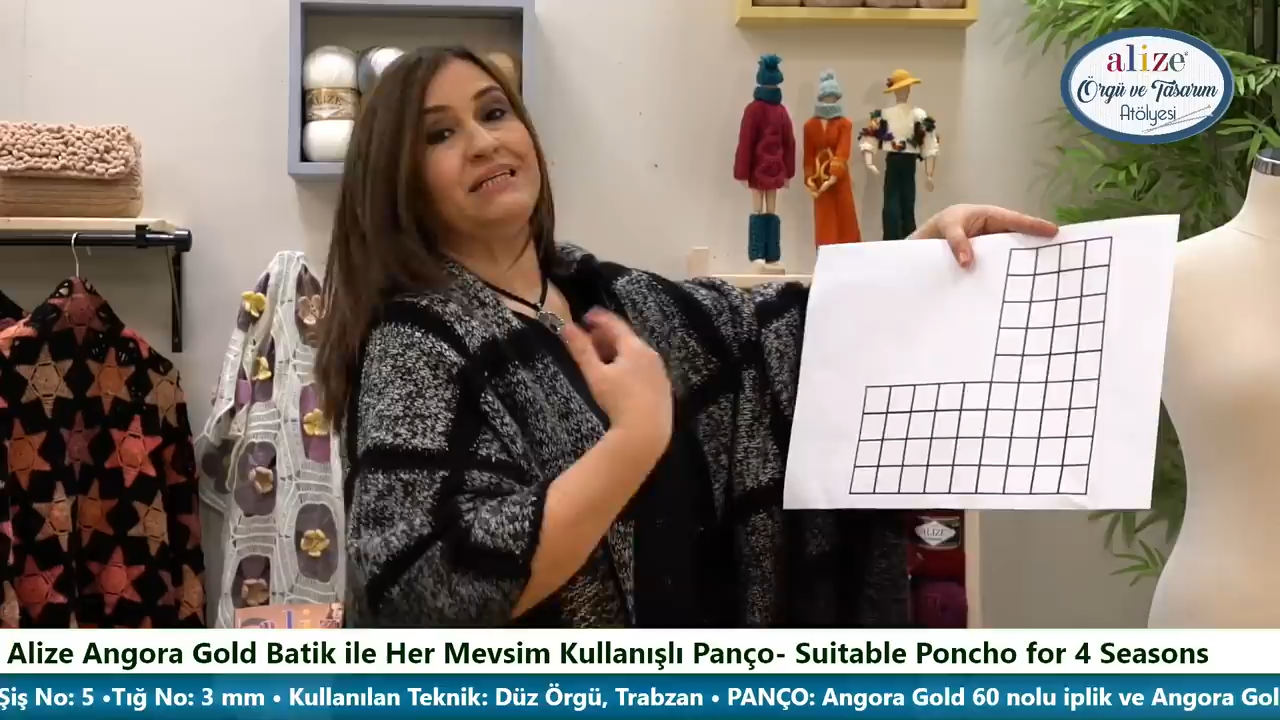 alize
Örgü ve Tasarım
Atölyesi
ALIZE
ALIZE
Alize Angora Gold Batik ile Her Mevsim Kullanışlı Panço- Suitable Poncho for 4 Seasons
Şiş No: 5 •Tığ No: 3 mm • Kullanılan Teknik: Düz Örgü, Trabzan • PANÇO: Angora Gold 60 nolu iplik ve Angora Gol